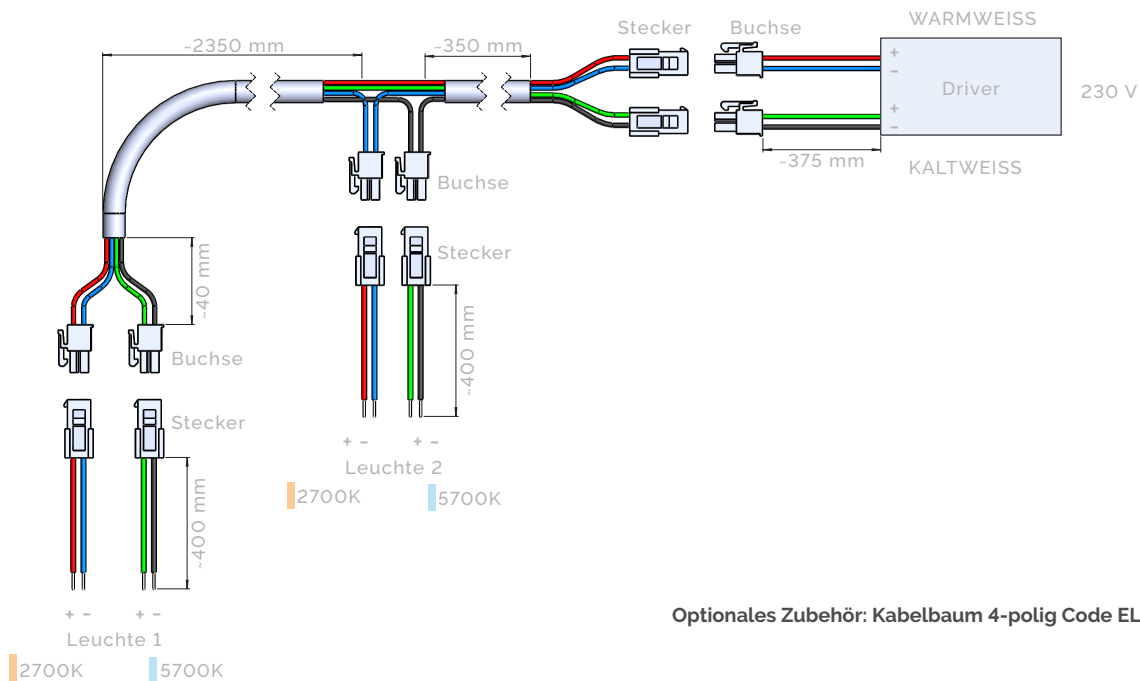 WARMWEISS
Stecker
Buchse
~2350 mm
~350 mm
+
−
Driver
230 V
+
−
~375 mm
KALTWEISS
Buchse
Stecker
~40 mm
~400 mm
Buchse
Stecker
+ − + −
Leuchte 2
2700K 5700K
~400 mm
+ − + −
Leuchte 1
2700K 5700K
Optionales Zubehör: Kabelbaum 4-polig Code EL